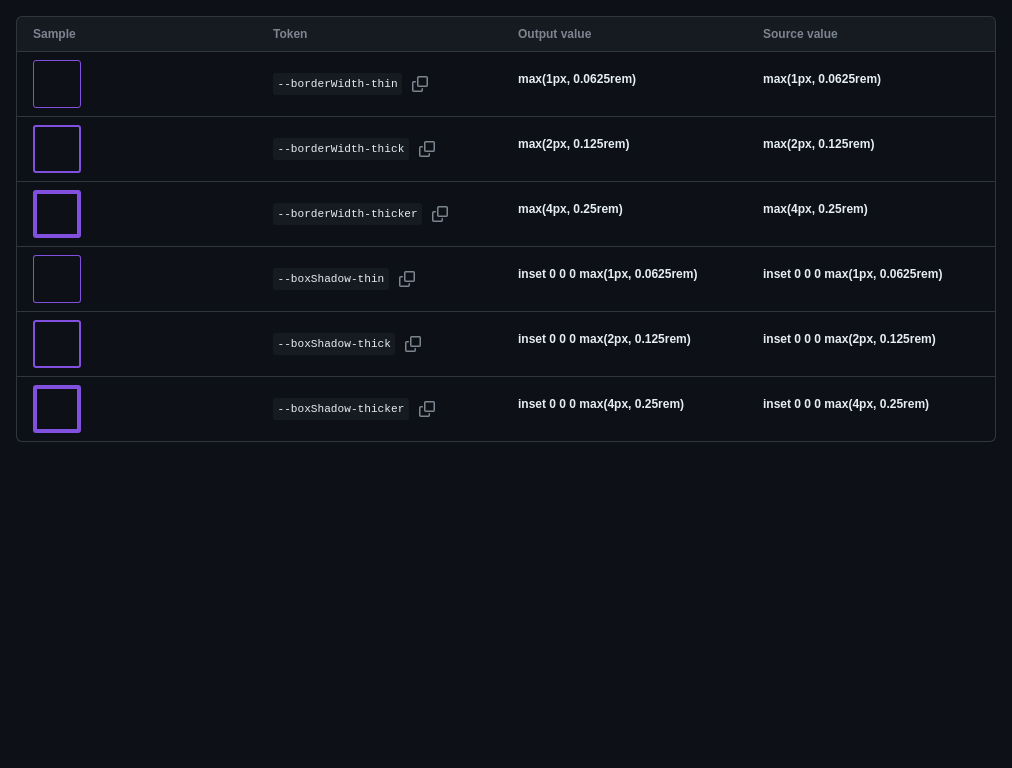 Sample Token Output value Source value
--borderWidth-thin max(1px, 0.0625rem) max(1px, 0.0625rem)
--borderWidth-thick max(2px, 0.125rem) max(2px, 0.125rem)
--borderWidth-thicker max(4px, 0.25rem) max(4px, 0.25rem)
--boxShadow-thin inset 0 0 0 max(1px, 0.0625rem) inset 0 0 0 max(1px, 0.0625rem)
--boxShadow-thick inset 0 0 0 max(2px, 0.125rem) inset 0 0 0 max(2px, 0.125rem)
--boxShadow-thicker inset 0 0 0 max(4px, 0.25rem) inset 0 0 0 max(4px, 0.25rem)